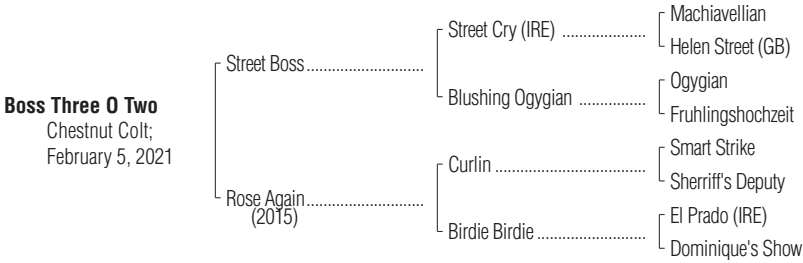 Machiavellian
Street Cry (IRE) ....................
Helen Street (GB)
Street Boss............................
Ogygian
Blushing Ogygian ................
Fruhlingshochzeit
Boss Three O Two
Chestnut Colt;
February 5, 2021
Smart Strike
Curlin ....................................
Sherriff's Deputy
Rose Again............................
(2015)
El Prado (IRE)
Birdie Birdie ..........................
Dominique's Show